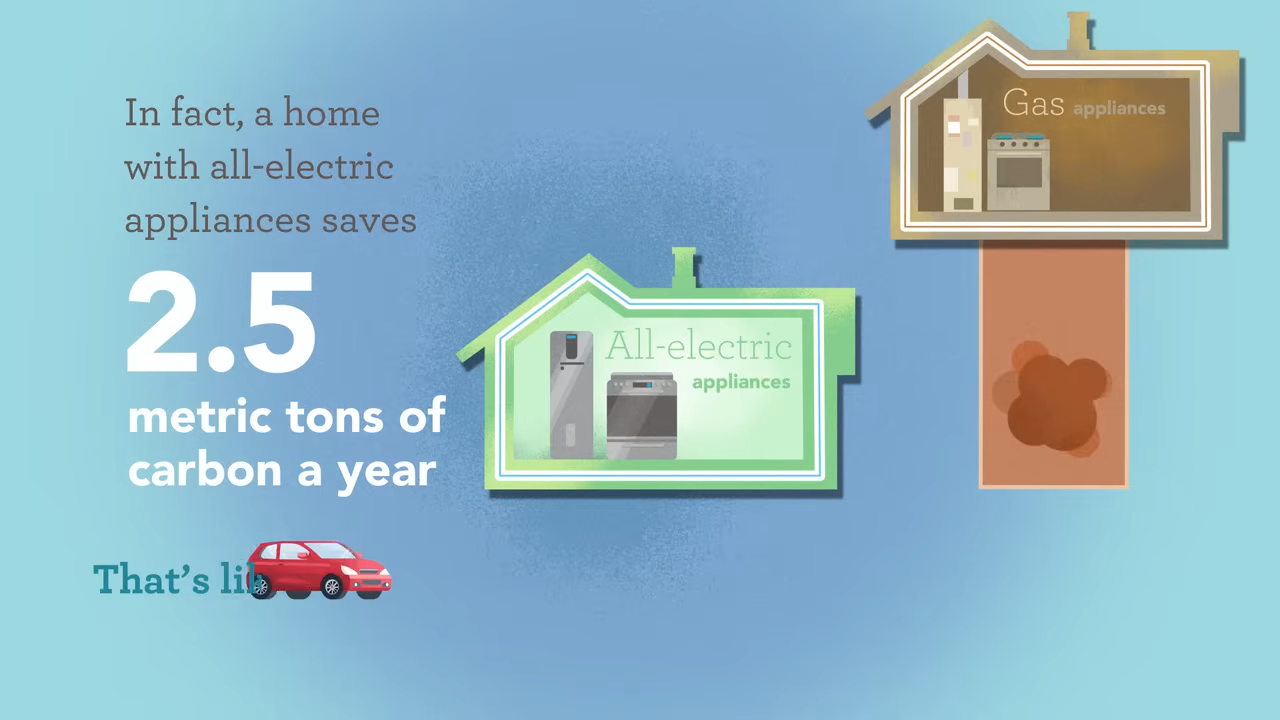 In fact, a home
with all-electric
appliances saves
2.5
metric tons of
carbon a year
That's
All-electric
appliances
Gas appliances